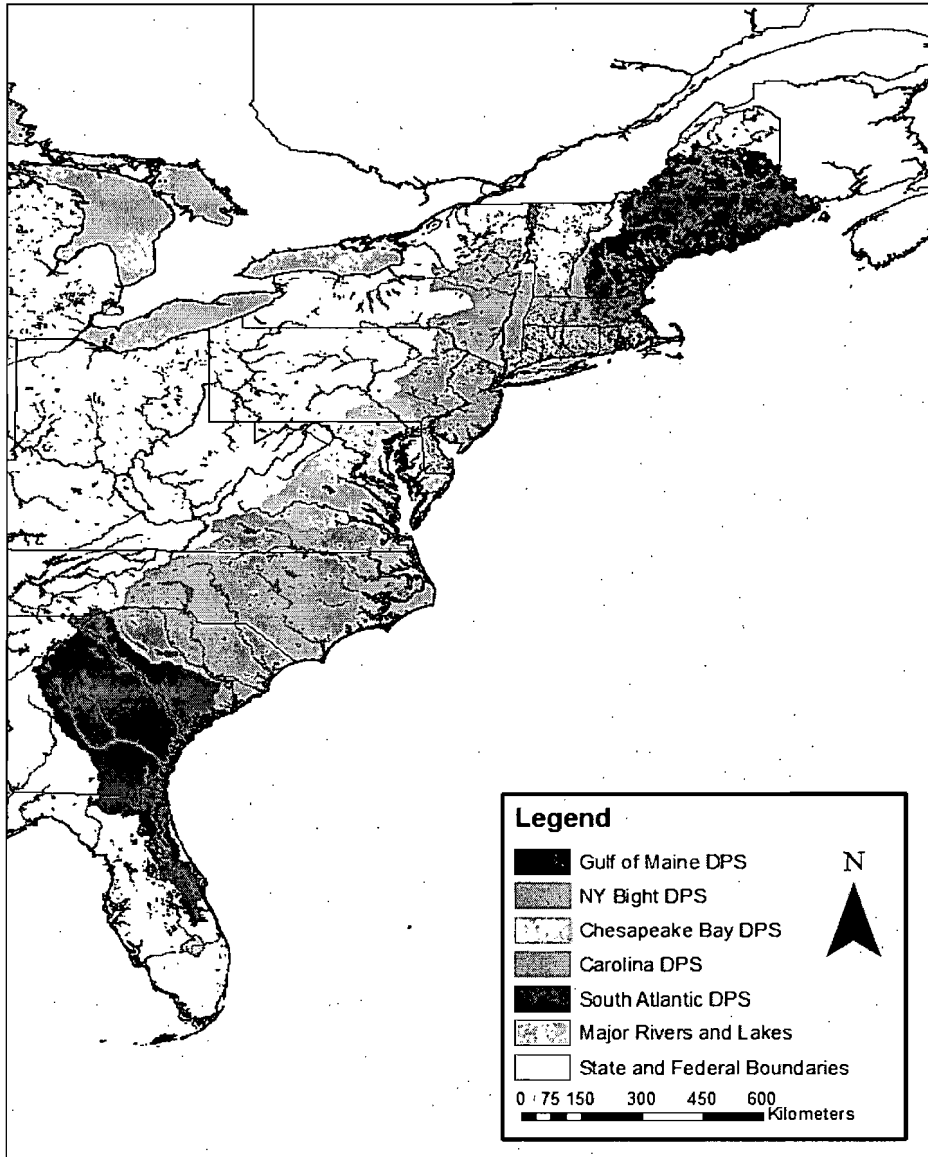 Legend
Gulf of Maine DPS
NY Bight DPS
Chesapeake Bay DPS
Carolina DPS
South Atlantic DPS
Major Rivers and Lakes
State and Federal Boundaries
0 75 150 300 450 600
Kilometers
N